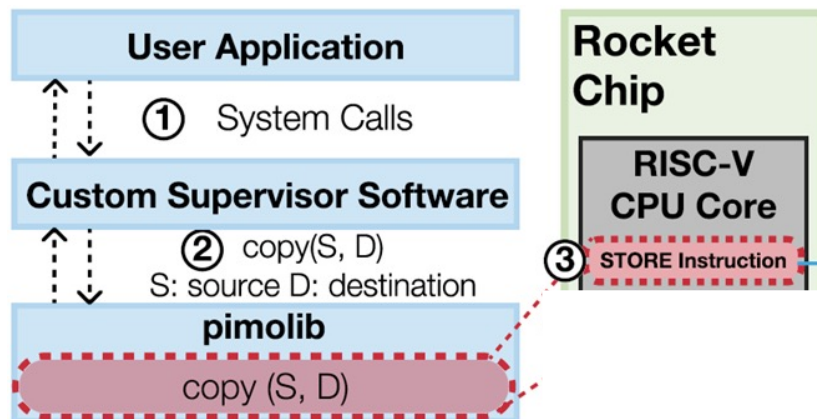 User Application
① System Calls
Custom Supervisor Software
② copy(S, D)
S: source D: destination
pimolib
copy (S, D)
Rocket
Chip
RISC-V
CPU Core
③ STORE Instruction